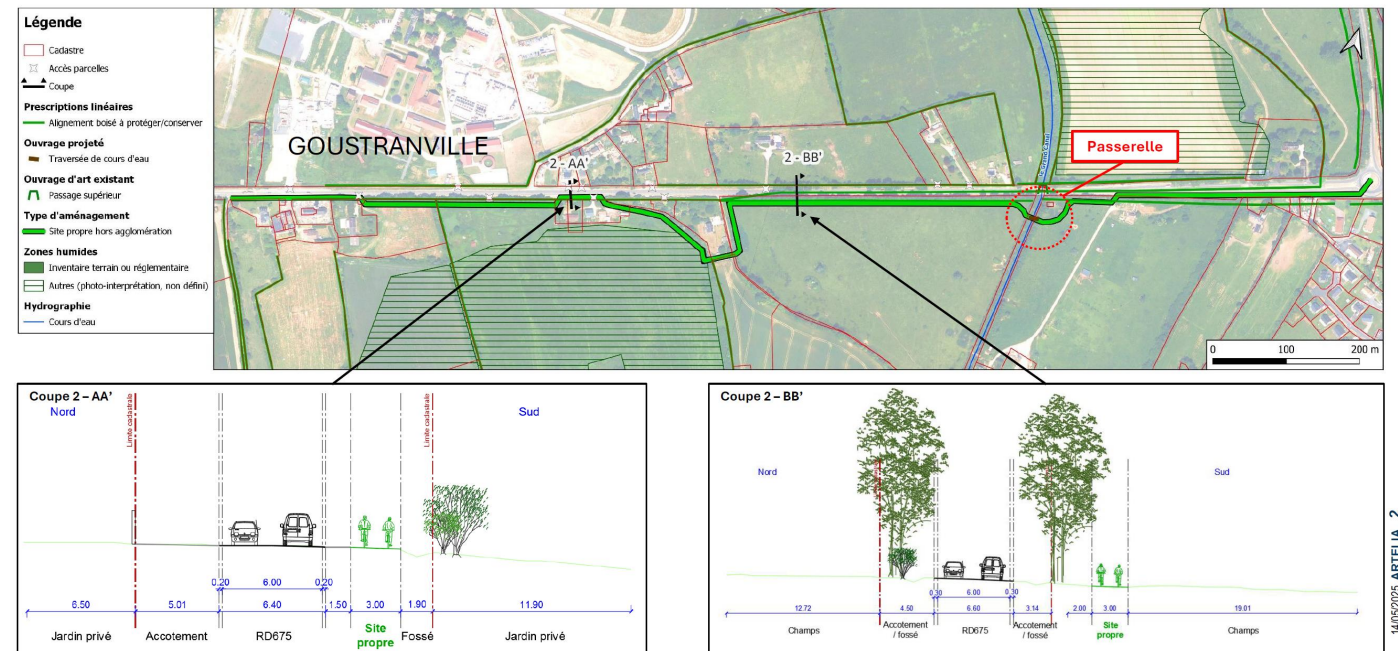 Légende
Cadastre
Accès parcelles
Coupe
Prescriptions linéaires
Alignement boisé à protéger/conserver
Ouvrage projeté
Traversée de cours d'eau
Ouvrage d'art existant
Passage supérieur
Type d'aménagement
Site propre hors agglomération
Zones humides
Inventaire terrain ou réglementaire
Autres (photo-interprétation, non défini)
Hydrographie
Cours d'eau
GOUSTRANVILLE
2 - AA'
2 - BB'
Passerelle
le Grand Canal
0 100 200 m
Coupe 2 – AA'
Nord
Sud
Limite cadastrale
Limite cadastrale
0.20 6.00 0.20
6.50 5.01 6.40 1.50 3.00 1.90 11.90
Jardin privé Accotement RD675 Site propre Fossé Jardin privé
Coupe 2 – BB'
Nord
Sud
0.30 6.00 0.30
12.72 4.50 6.60 3.14 2.00 3.00 19.01
Champs Accotement / fossé RD675 Accotement / fossé Site propre Champs
14/05/2025 ARTELIA 2